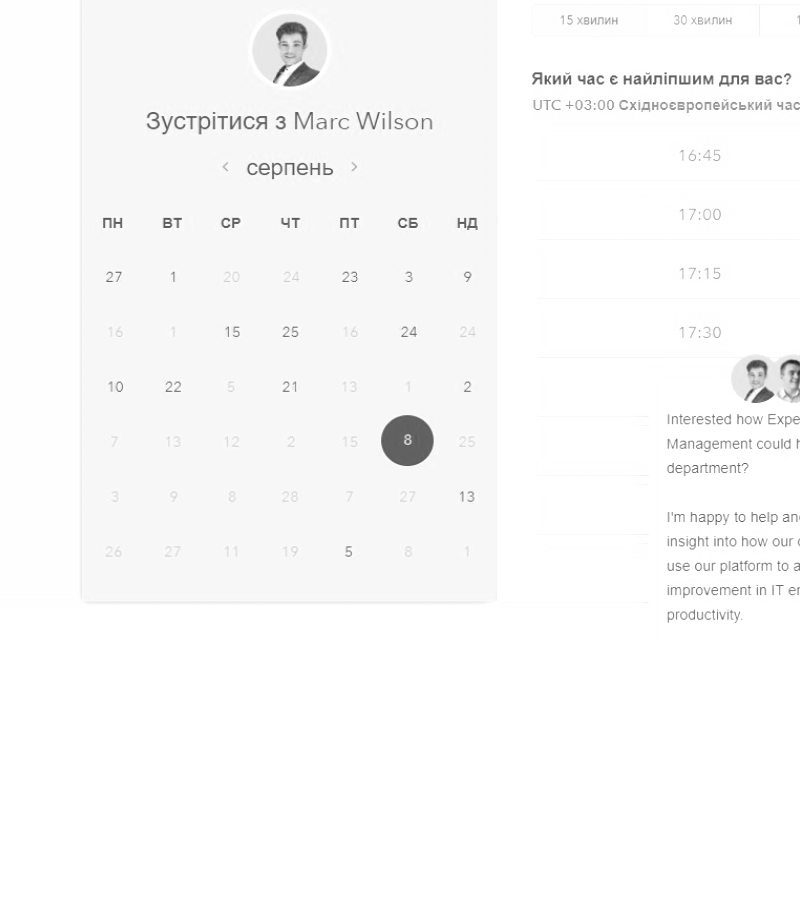 Зустрітися з Marc Wilson
< серпень >
ПН ВТ СР ЧТ ПТ СБ НД
27 1 20 24 23 3 9
16 1 15 25 16 24 24
10 22 5 21 13 1 2
7 13 12 2 15 8 25
3 9 8 28 7 27 13
26 27 11 19 5 8 1
15 хвилин 30 хвилин
Який час є найліпшим для вас?
UTC +03:00 Східноєвропейський час
16:45
17:00
17:15
17:30
Interested how Expe
Management could h
department?
I'm happy to help an
insight into how our
use our platform to a
improvement in IT e
productivity.